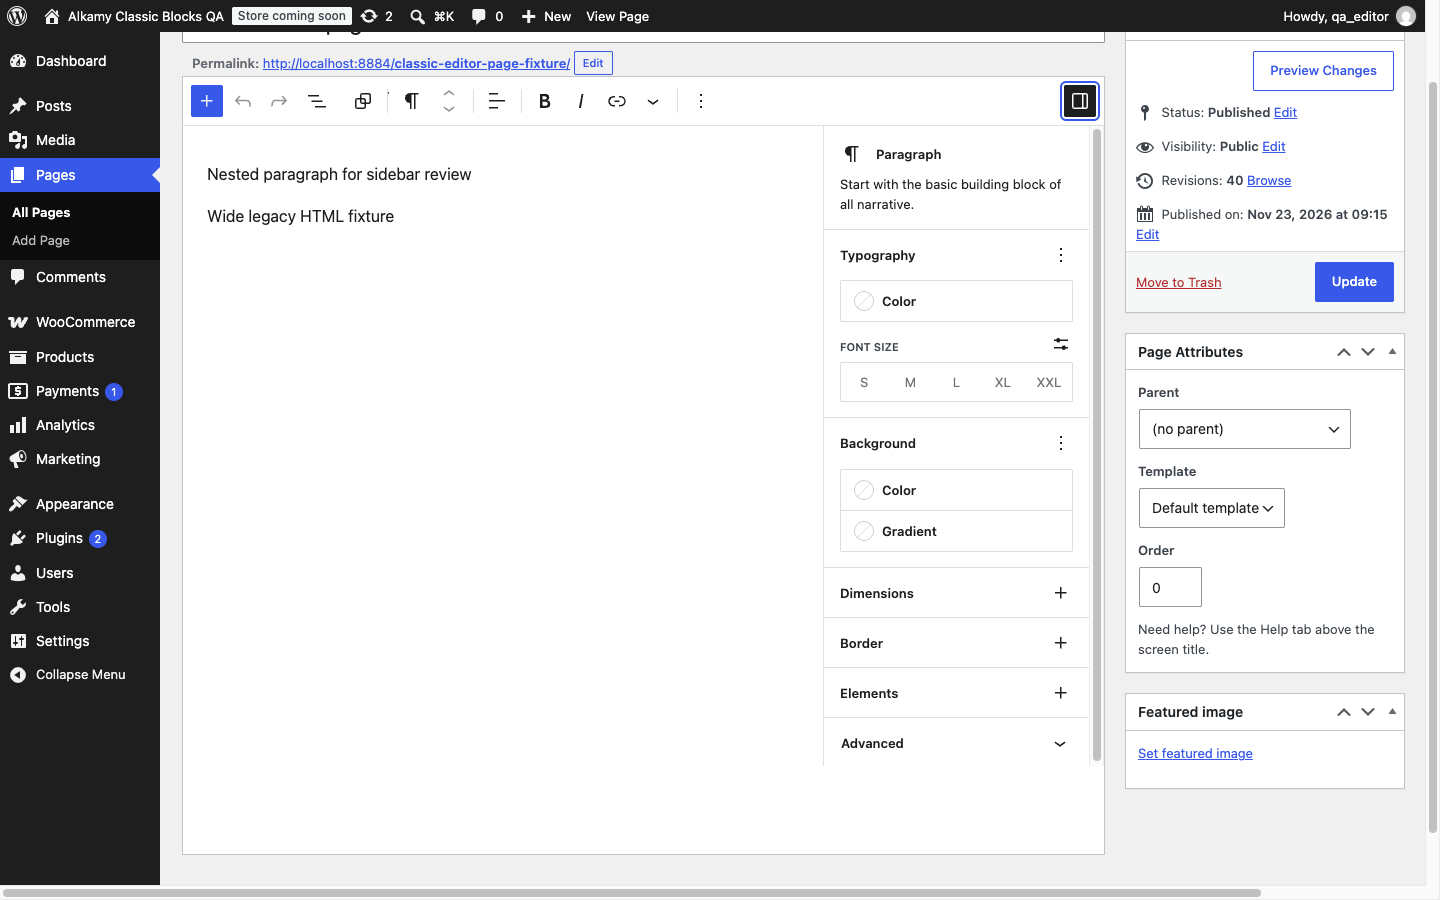 Alkamy Classic Blocks QA
Store coming soon
2
⌘K
0
New
View Page
Howdy, qa_editor
Dashboard
Posts
Media
Pages
All Pages
Add Page
Comments
WooCommerce
Products
Payments 1
Analytics
Marketing
Appearance
Plugins 2
Users
Tools
Settings
Collapse Menu
Permalink: http://localhost:8884/classic-editor-page-fixture/ Edit
B I
Nested paragraph for sidebar review
Wide legacy HTML fixture
Paragraph
Start with the basic building block of
all narrative.
Typography
Color
FONT SIZE
S M L XL XXL
Background
Color
Gradient
Dimensions
Border
Elements
Advanced
Preview Changes
Status: Published Edit
Visibility: Public Edit
Revisions: 40 Browse
Published on: Nov 23, 2026 at 09:15
Edit
Move to Trash
Update
Page Attributes
Parent
(no parent)
Template
Default template
Order
0
Need help? Use the Help tab above the
screen title.
Featured image
Set featured image